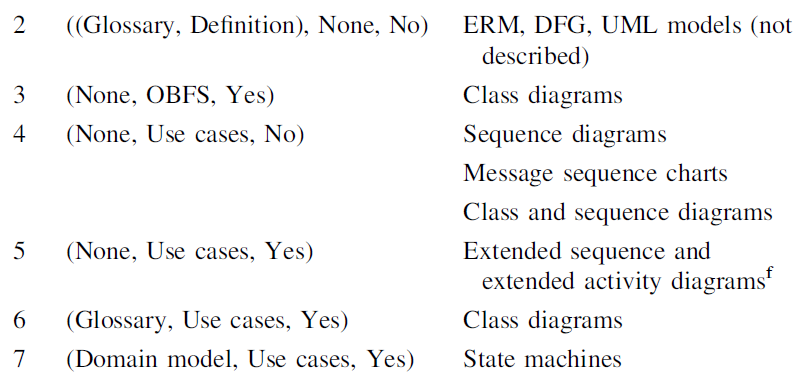 2 ((Glossary, Definition), None, No) ERM, DFG, UML models (not
described)
3 (None, OBFS, Yes) Class diagrams
4 (None, Use cases, No) Sequence diagrams
Message sequence charts
Class and sequence diagrams
5 (None, Use cases, Yes) Extended sequence and
extended activity diagramsf
6 (Glossary, Use cases, Yes) Class diagrams
7 (Domain model, Use cases, Yes) State machines